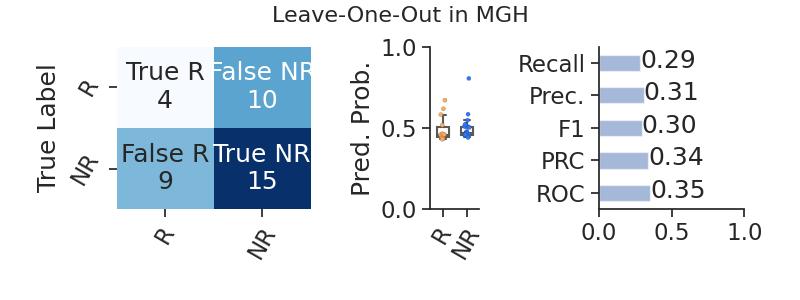 Leave-One-Out in MGH
True Label
R
NR
True R
4
False NR
10
False R
9
True NR
15
R
NR
Pred. Prob.
1.0
0.5
0.0
R
NR
Recall
Prec.
F1
PRC
ROC
0.29
0.31
0.30
0.34
0.35
0.0
0.5
1.0